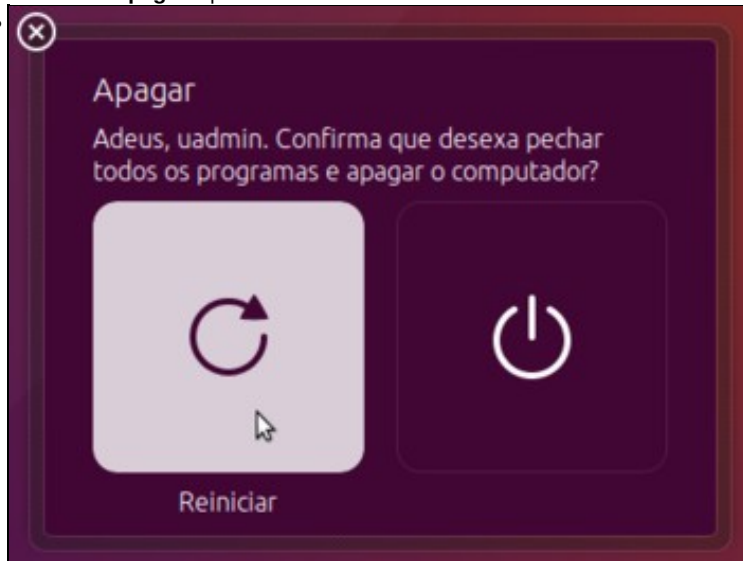 Apagar
Adeus, uadmin. Confirma que desexa pechar
todos os programas e apagar o computador?
Reiniciar